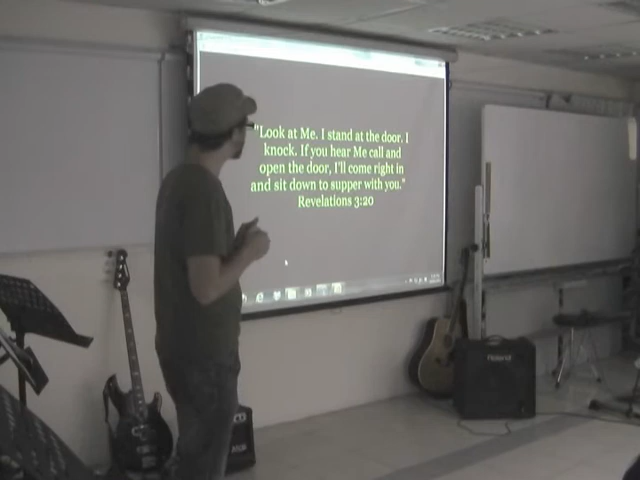 "Look at Me. I stand at the door. I
knock. If you hear Me call and
open the door, I'll come right in
and sit down to supper with you."
Revelations 3:20
Roland